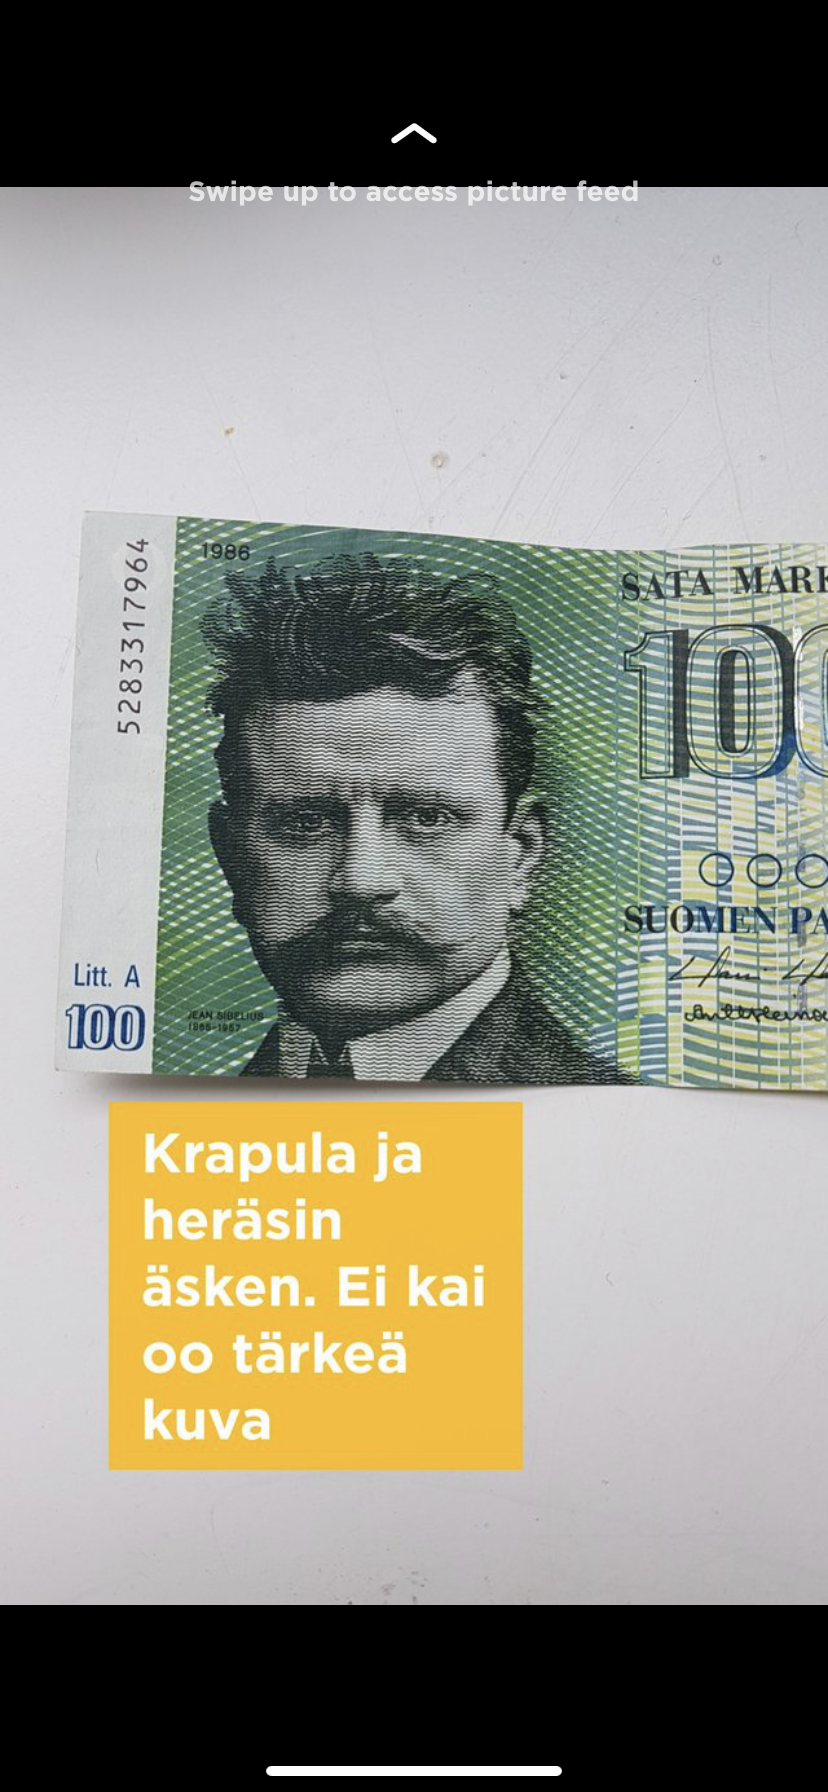 Swipe up to access picture feed
1986
5283317964
SATA MARK
100
SUOMEN PA
Litt. A
100
JEAN SIBELIUS
1865-1957
Krapula ja
heräsin
äsken. Ei kai
oo tärkeä
kuva